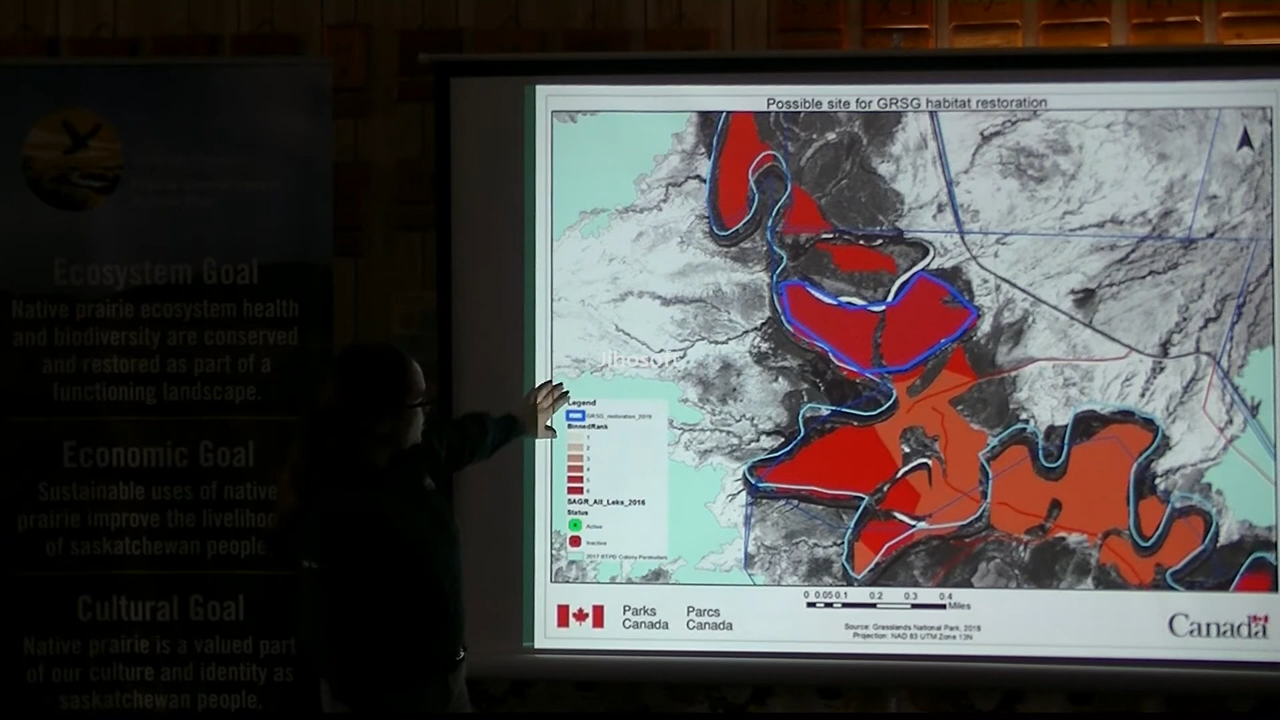 Ecosystem Goal
Native prairie ecosystem health
and biodiversity are conserved
and restored as part of a
functioning landscape.
Economic Goal
Sustainable uses of native
prairie improve the
of saskatchewan people
Cultural Goal
Native prairie is a valued part
of our culture and identity as
saskatchewan people.
Possible site for GRSG habitat restoration
Jihosoft
Legend
GRSG_restoration_2019
BinnedRank
1
2
3
4
5
6
SAGR_All_Leks_2016
Status
Active
Inactive
2017 BTPD Colony Perimeters
0 0.05 0.1 0.2 0.3 0.4
Miles
Source: Grasslands National Park, 2018
Projection: NAD 83 UTM Zone 13N
Parks
Canada
Parcs
Canada
Canada